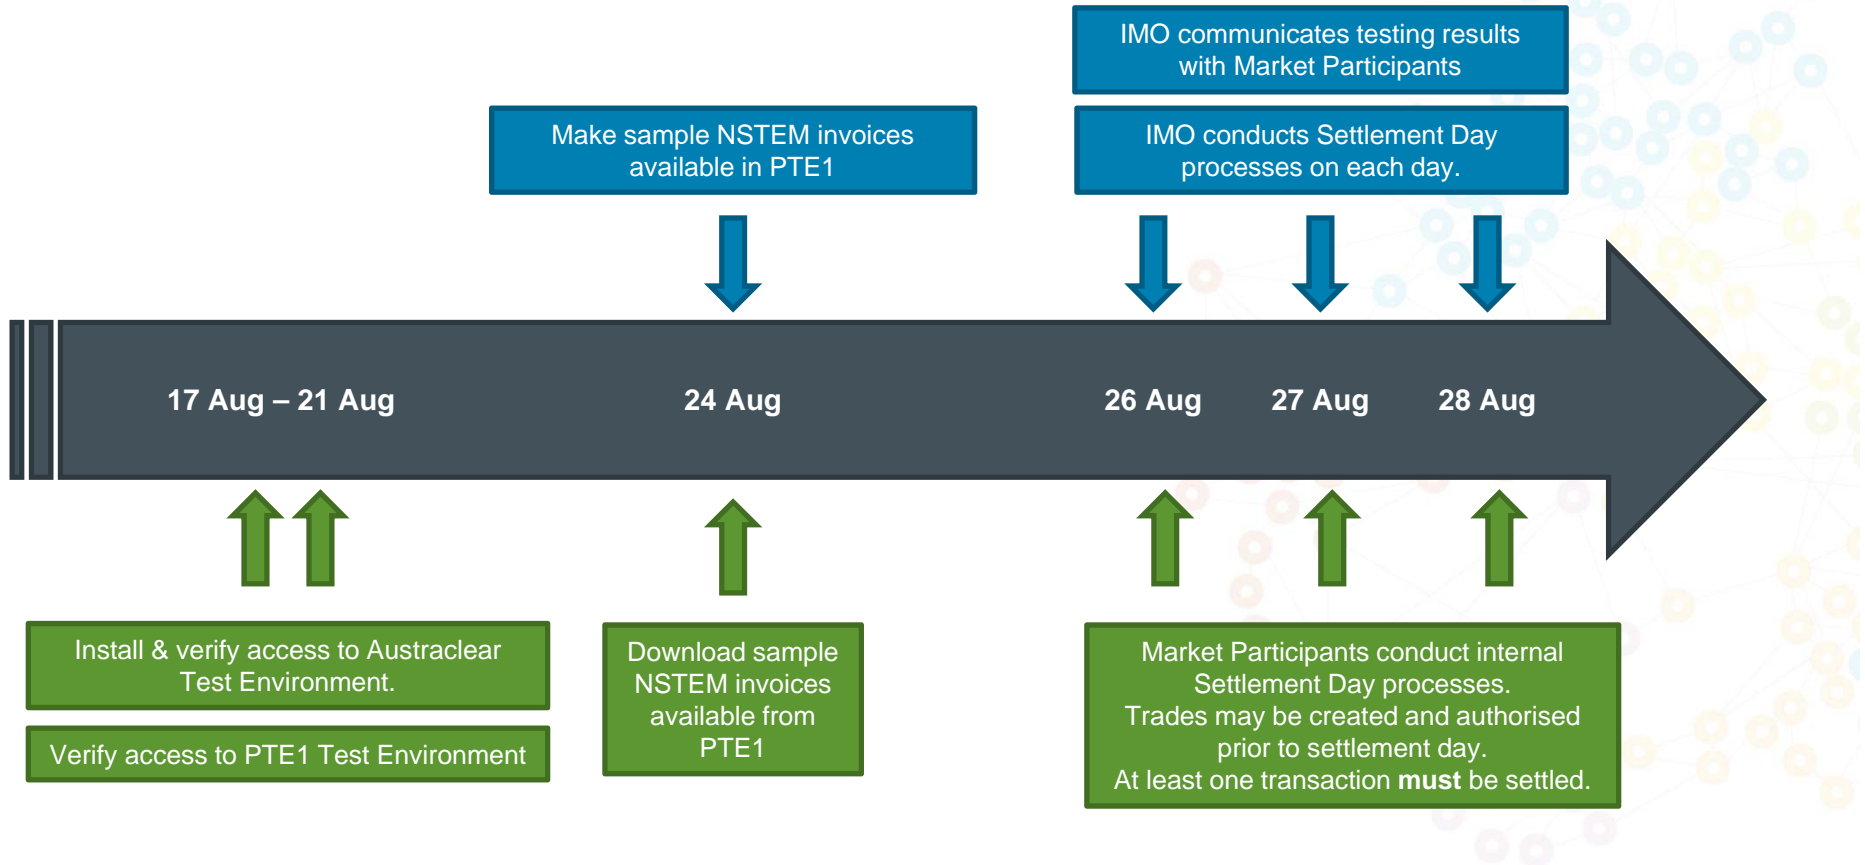 IMO communicates testing results
with Market Participants
Make sample NSTEM invoices
available in PTE1
IMO conducts Settlement Day
processes on each day.
17 Aug – 21 Aug
24 Aug
26 Aug
27 Aug
28 Aug
Install & verify access to Austraclear
Test Environment.
Verify access to PTE1 Test Environment
Download sample
NSTEM invoices
available from
PTE1
Market Participants conduct internal
Settlement Day processes.
Trades may be created and authorised
prior to settlement day.
At least one transaction must be settled.